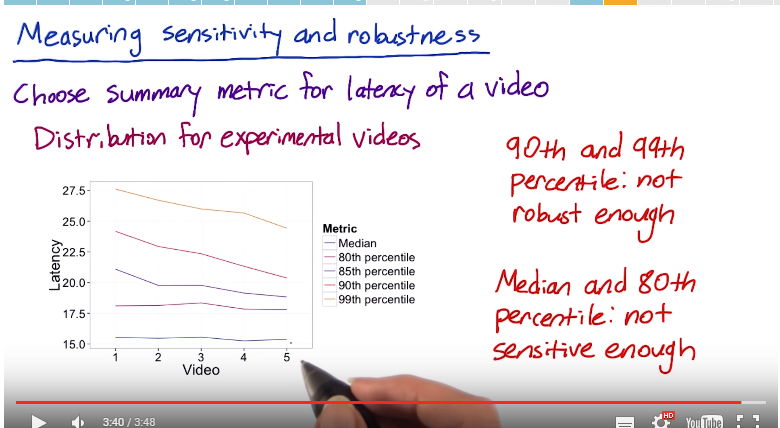 Measuring sensitivity and robustness
Choose summary metric for latency of a video
Distribution for experimental videos
90th and 99th
percentile: not
robust enough
Median and 80th
percentile: not
sensitive enough
27.5
25.0
22.5
20.0
17.5
15.0
Latency
1 2 3 4 5
Video
Metric
Median
80th percentile
85th percentile
90th percentile
99th percentile
3:40 / 3:48
HD
YouTube